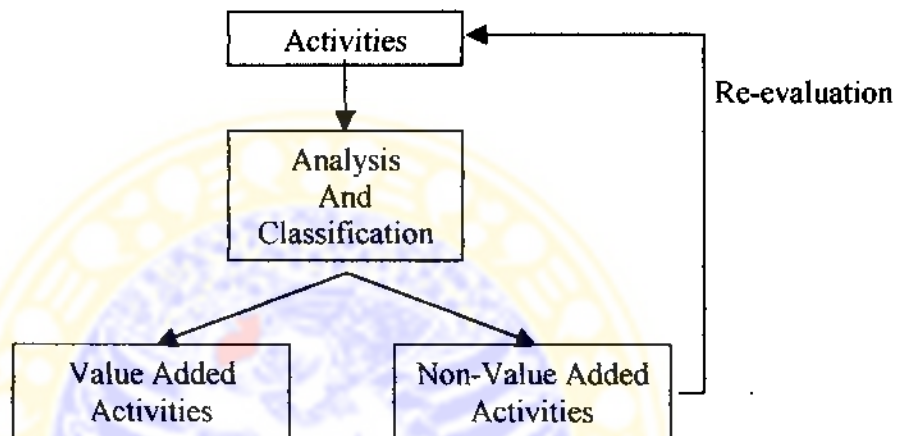 Activities
Re-evaluation
Analysis
And
Classification
Value Added
Activities
Non-Value Added
Activities